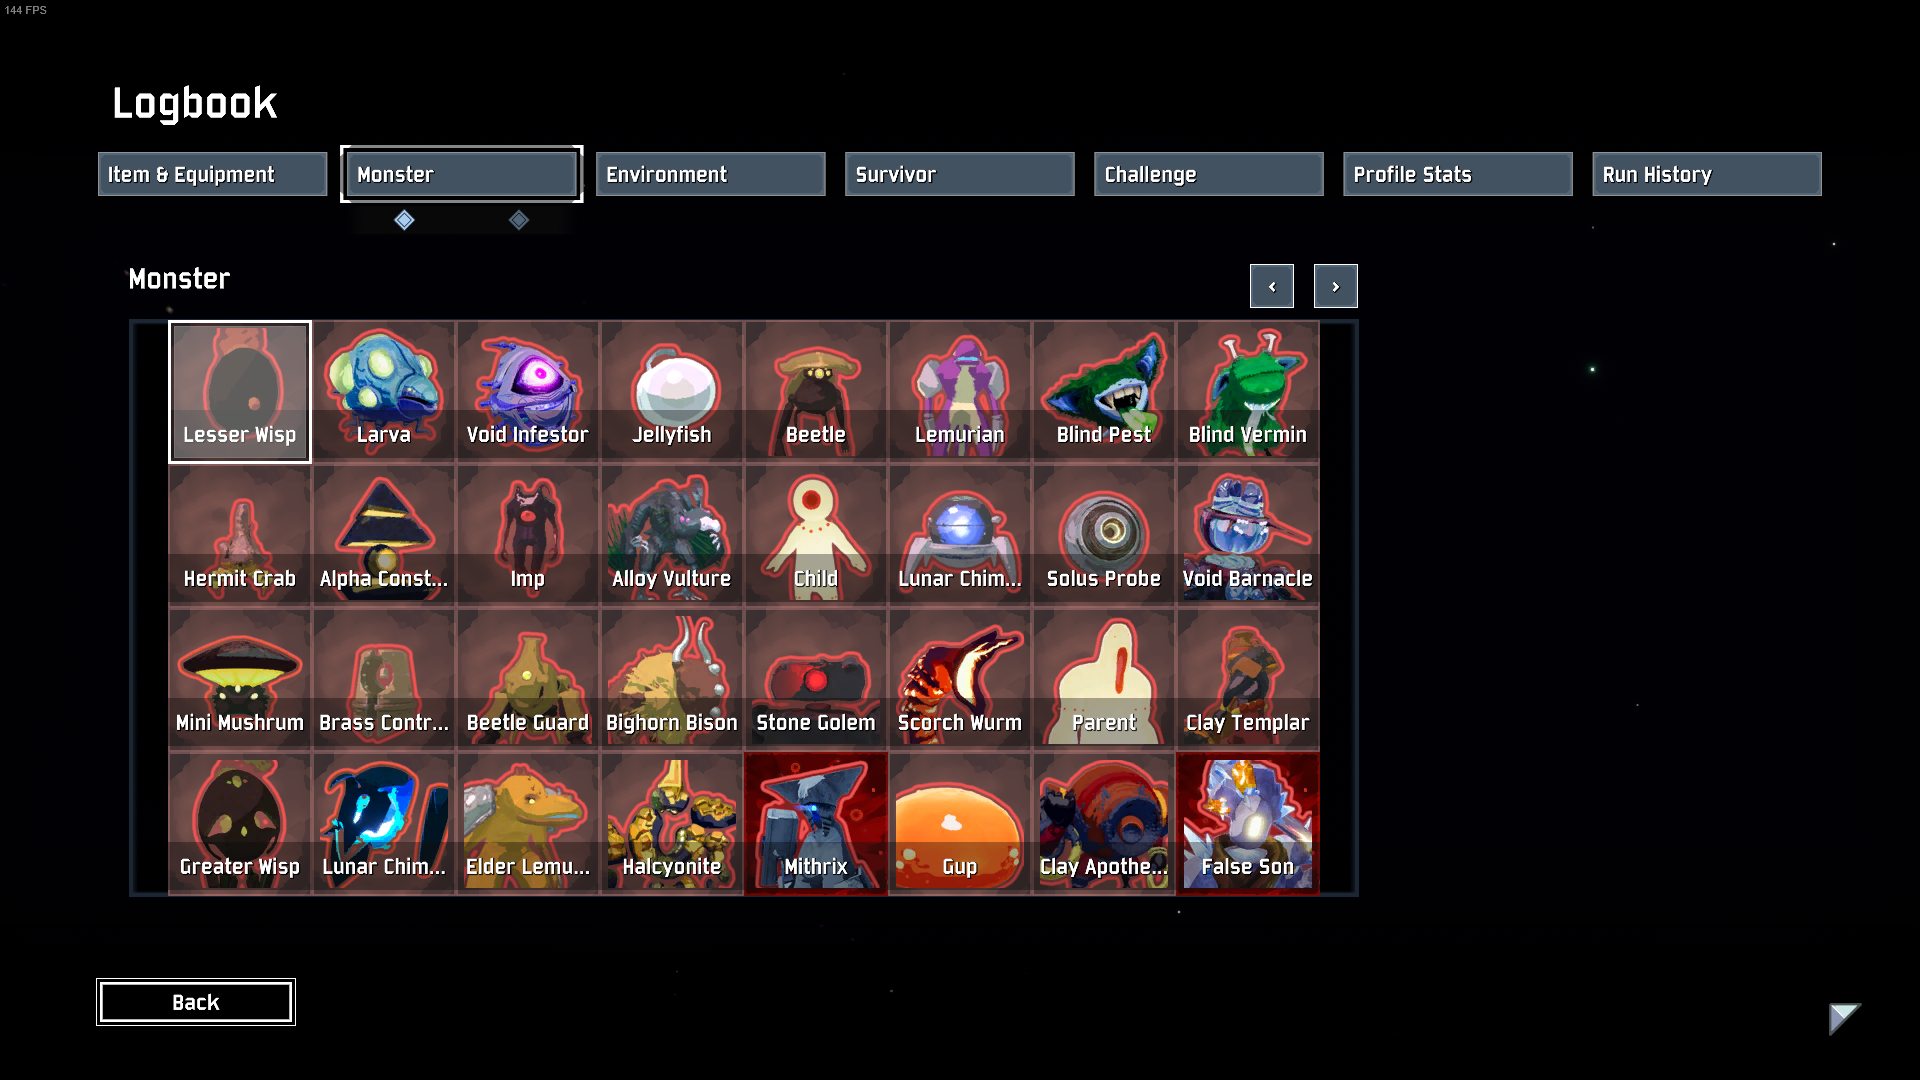 144 FPS
Logbook
Item & Equipment
Monster
Environment
Survivor
Challenge
Profile Stats
Run History
Monster
Lesser Wisp
Larva
Void Infestor
Jellyfish
Beetle
Lemurian
Blind Pest
Blind Vermin
Hermit Crab
Alpha Const...
Imp
Alloy Vulture
Child
Lunar Chim...
Solus Probe
Void Barnacle
Mini Mushrum
Brass Contr...
Beetle Guard
Bighorn Bison
Stone Golem
Scorch Wurm
Parent
Clay Templar
Greater Wisp
Lunar Chim...
Elder Lemu...
Halcyonite
Mithrix
Gup
Clay Apothe...
False Son
Back